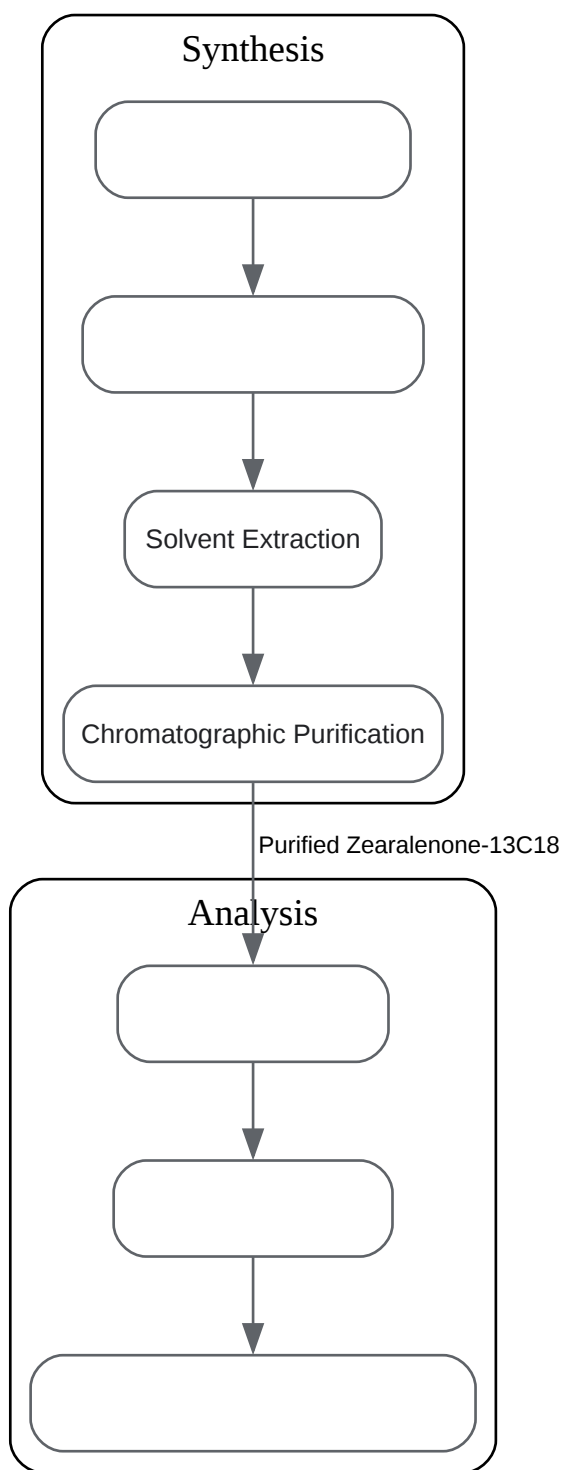 Synthesis
Solvent Extraction
Chromatographic Purification
Purified Zearalenone-13C18
Analysis